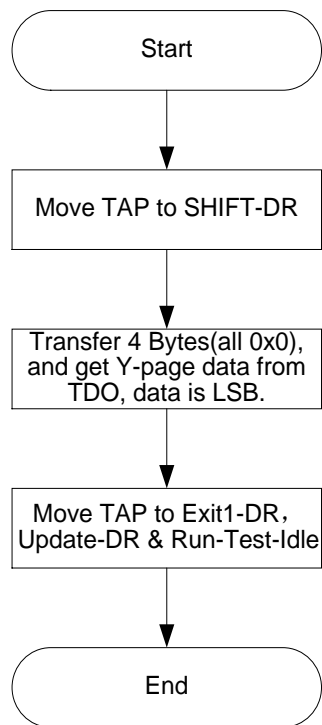 Start
Move TAP to SHIFT-DR
Transfer 4 Bytes(all 0x0),
and get Y-page data from
TDO, data is LSB.
Move TAP to Exit1-DR，
Update-DR & Run-Test-Idle
End